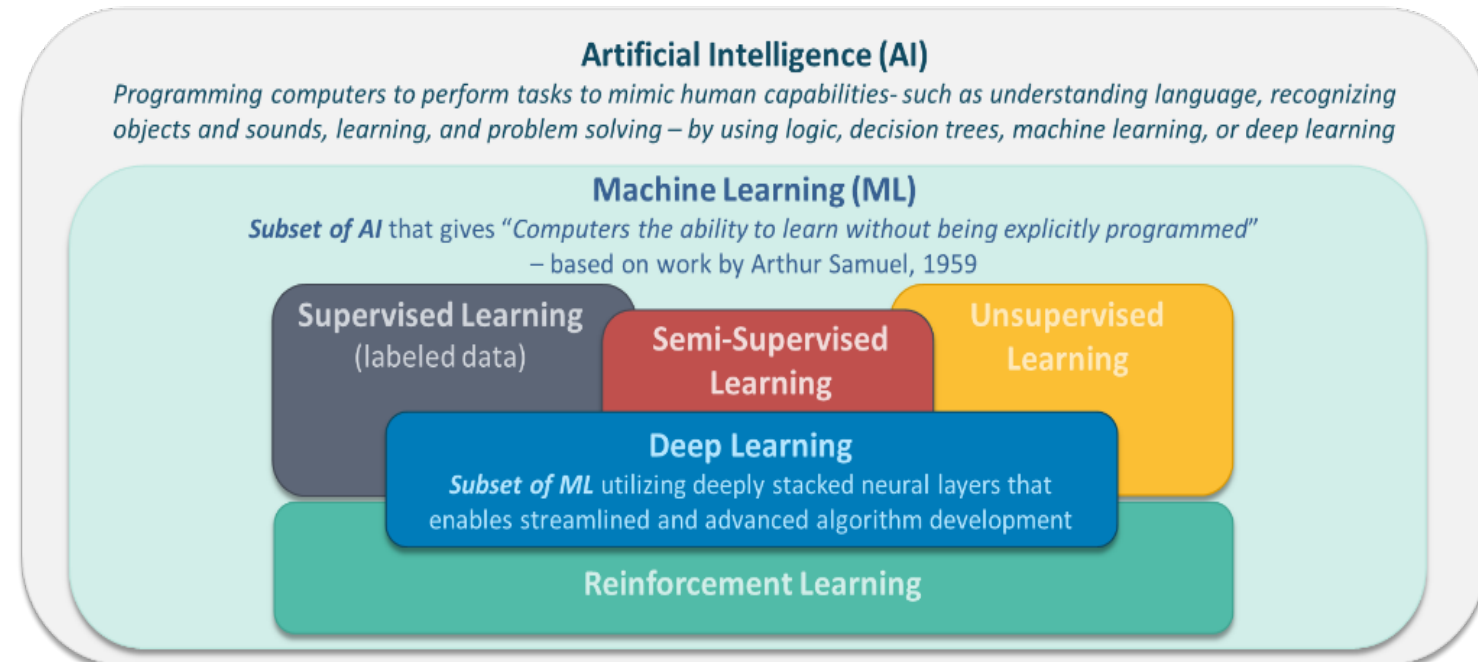 Artificial Intelligence (AI)
Programming computers to perform tasks to mimic human capabilities- such as understanding language, recognizing
objects and sounds, learning, and problem solving – by using logic, decision trees, machine learning, or deep learning
Machine Learning (ML)
Subset of AI that gives “Computers the ability to learn without being explicitly programmed”
– based on work by Arthur Samuel, 1959
Supervised Learning
(labeled data)
Semi-Supervised
Learning
Unsupervised
Learning
Deep Learning
Subset of ML utilizing deeply stacked neural layers that
enables streamlined and advanced algorithm development
Reinforcement Learning